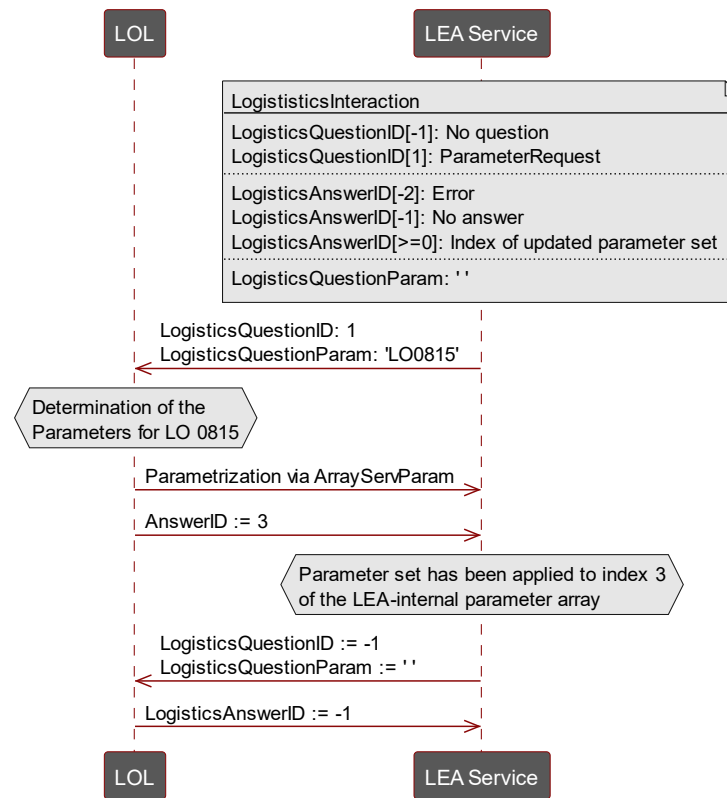 LOL
LEA Service
LogististicsInteraction
LogisticsQuestionID[-1]: No question
LogisticsQuestionID[1]: ParameterRequest
LogisticsAnswerID[-2]: Error
LogisticsAnswerID[-1]: No answer
LogisticsAnswerID[>=0]: Index of updated parameter set
LogisticsQuestionParam: ' '
LogisticsQuestionID: 1
LogisticsQuestionParam: 'LO0815'
Determination of the
Parameters for LO 0815
Parametrization via ArrayServParam
AnswerID := 3
Parameter set has been applied to index 3
of the LEA-internal parameter array
LogisticsQuestionID := -1
LogisticsQuestionParam := ' '
LogisticsAnswerID := -1
LOL
LEA Service